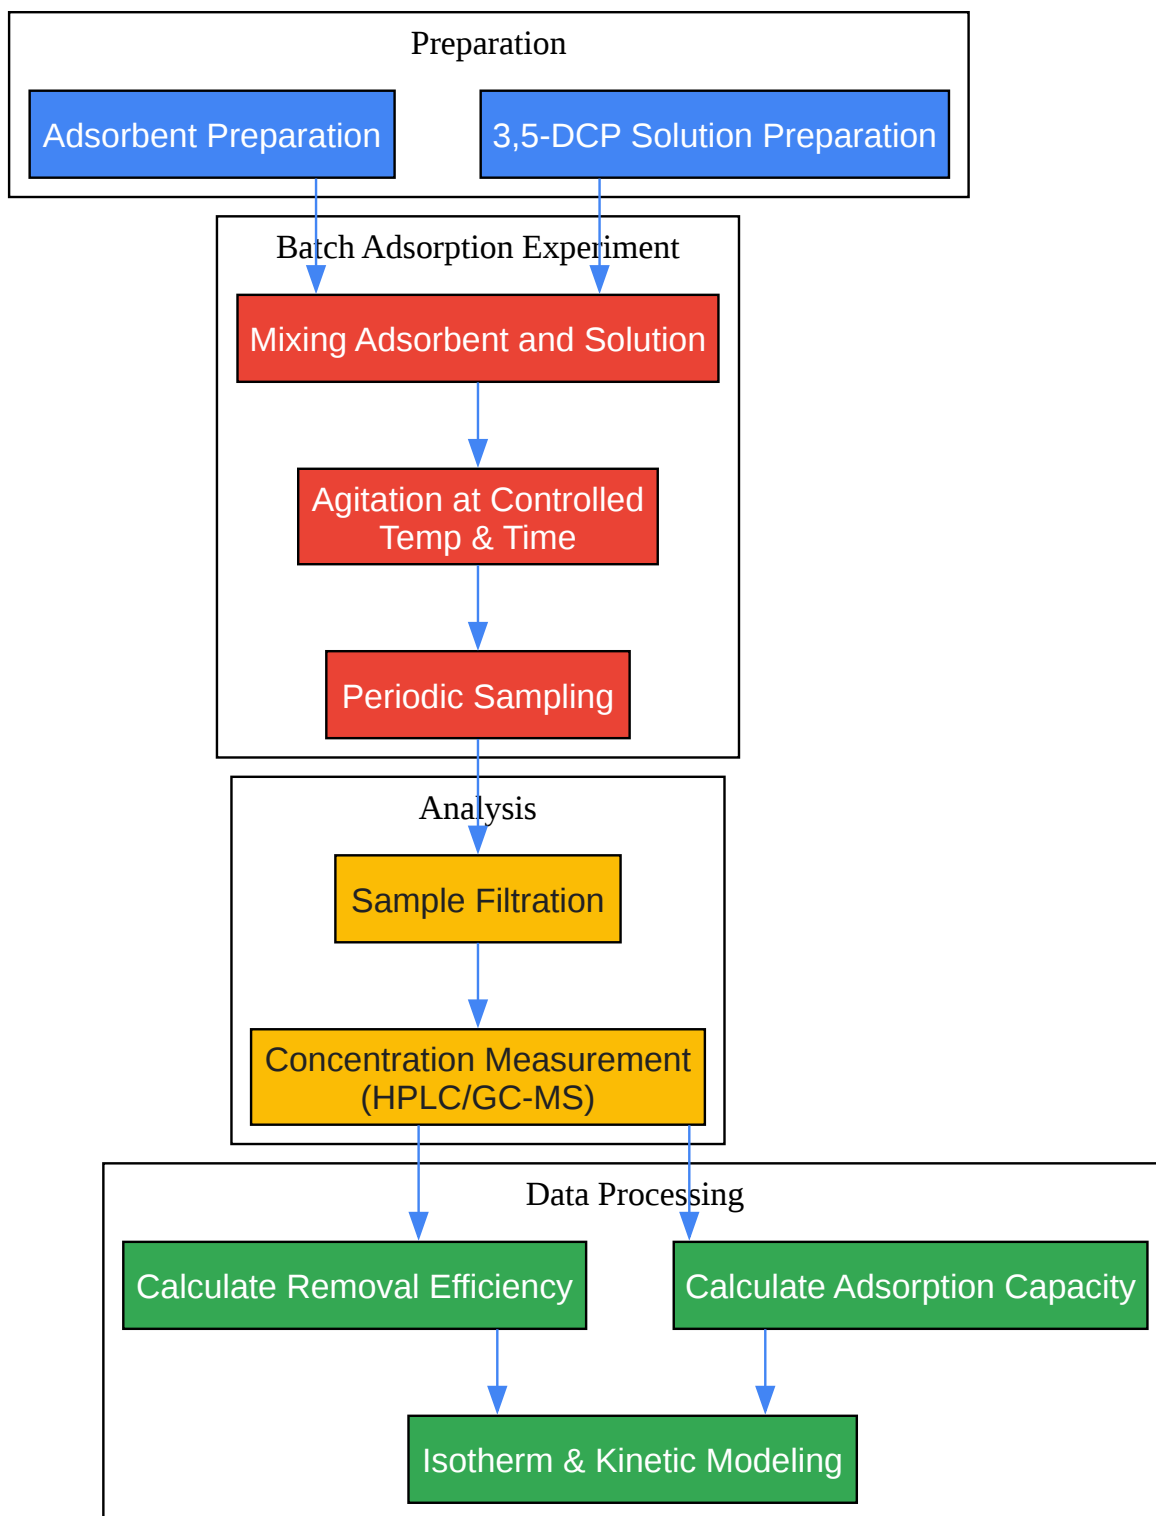 Preparation
Adsorbent Preparation
3,5-DCP Solution Preparation
Batch Adsorption Experiment
Mixing Adsorbent and Solution
Agitation at Controlled
Temp & Time
Periodic Sampling
Analysis
Sample Filtration
Concentration Measurement
(HPLC/GC-MS)
Data Processing
Calculate Removal Efficiency
Calculate Adsorption Capacity
Isotherm & Kinetic Modeling